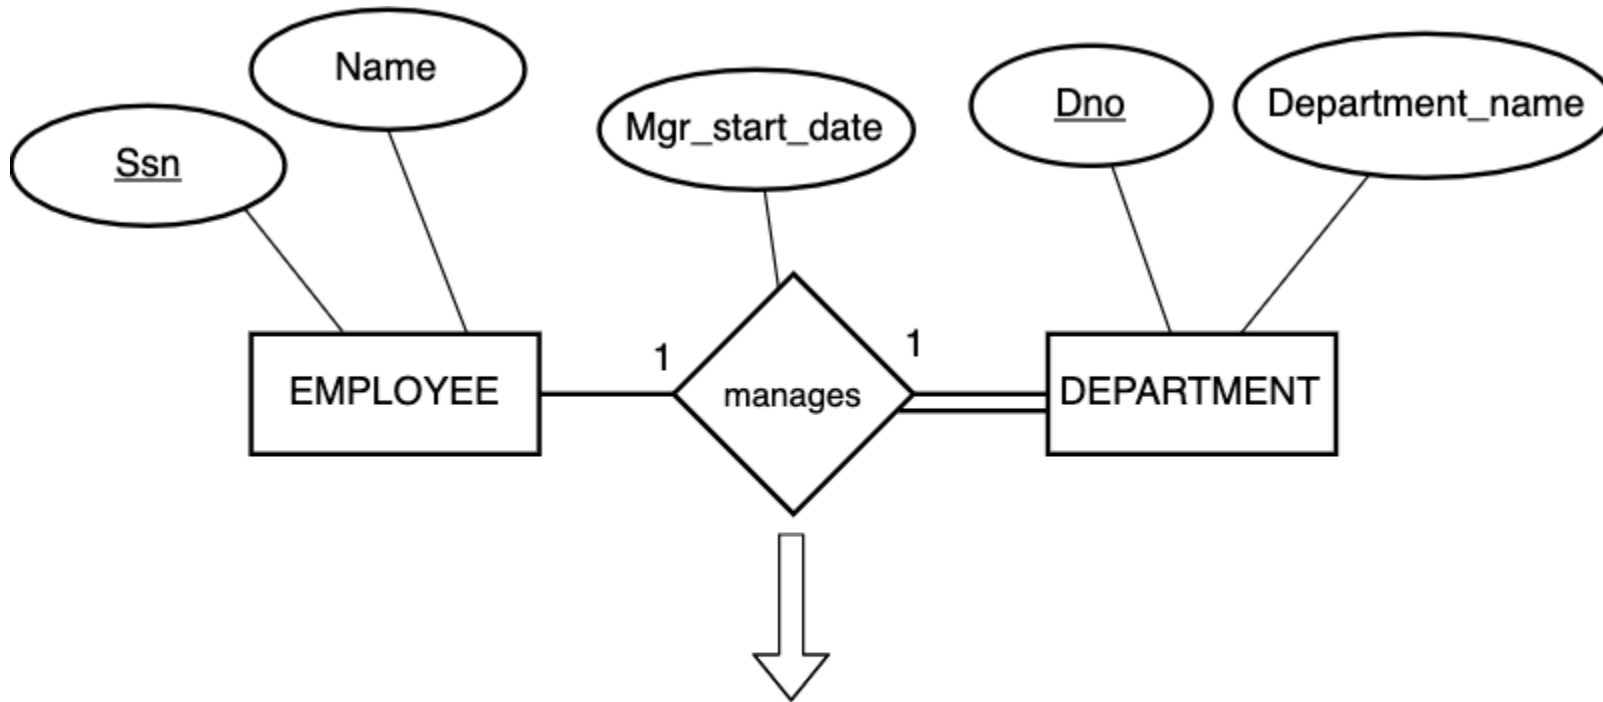 Name
Ssn
Mgr_start_date
Dno
Department_name
EMPLOYEE
1
manages
1
DEPARTMENT